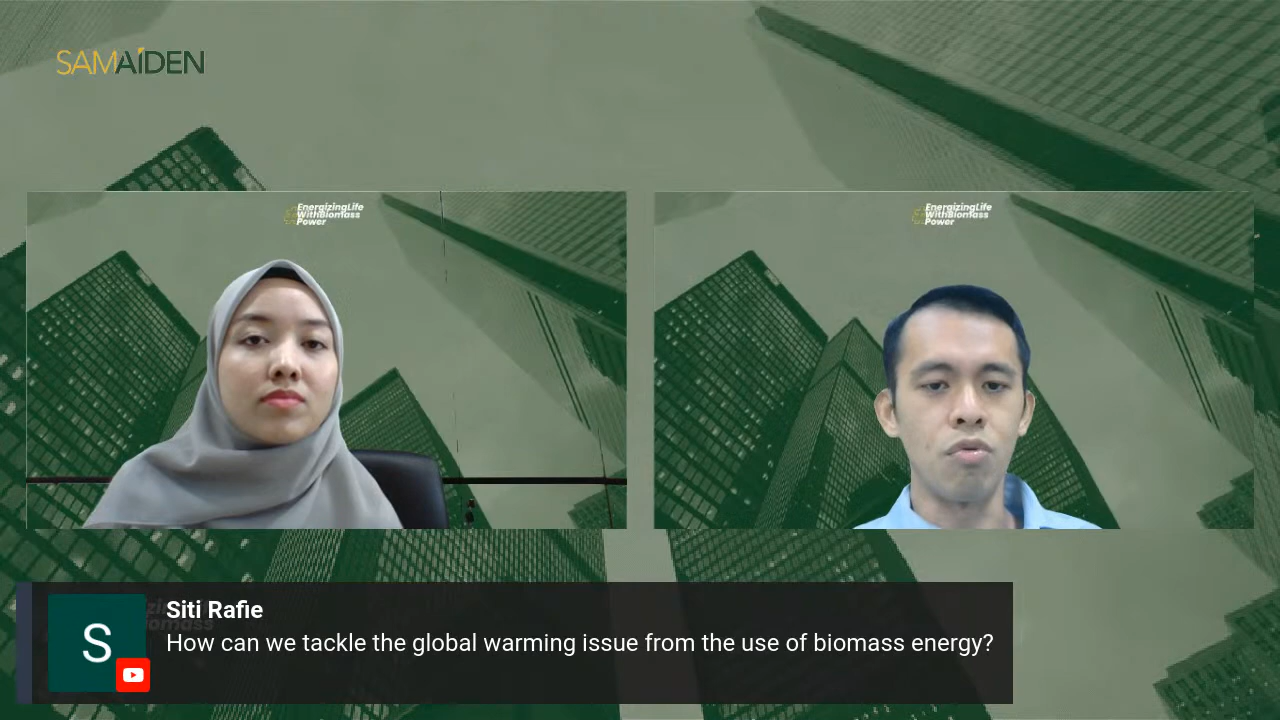 SAMAIDEN
EnergizingLife
WithBiomass
Power
EnergizingLife
WithBiomass
Power
S
Siti Rafie
How can we tackle the global warming issue from the use of biomass energy?